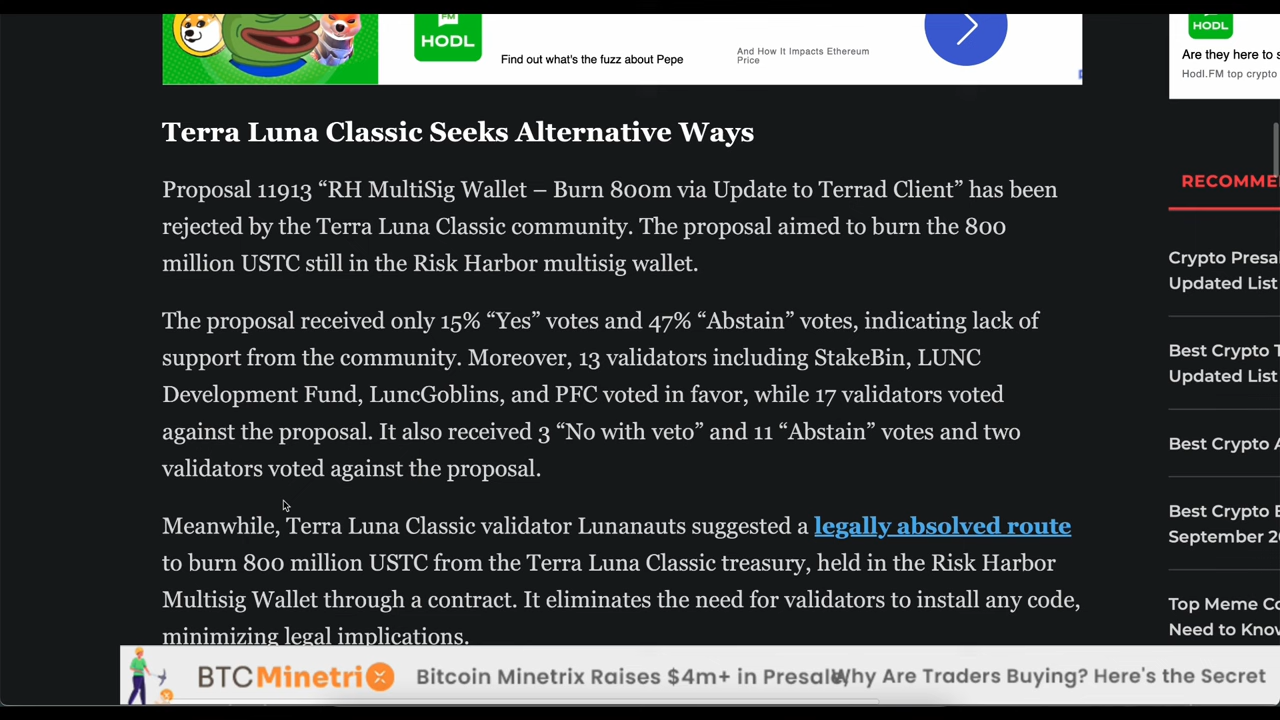 FM
HODL
Find out what's the fuzz about Pepe
And How It Impacts Ethereum
Price
HODL
Are they here to s
Hodl.FM top crypto
Terra Luna Classic Seeks Alternative Ways
Proposal 11913 “RH MultiSig Wallet – Burn 800m via Update to Terrad Client” has been
rejected by the Terra Luna Classic community. The proposal aimed to burn the 800
million USTC still in the Risk Harbor multisig wallet.
The proposal received only 15% “Yes” votes and 47% “Abstain” votes, indicating lack of
support from the community. Moreover, 13 validators including StakeBin, LUNC
Development Fund, LuncGoblins, and PFC voted in favor, while 17 validators voted
against the proposal. It also received 3 “No with veto” and 11 “Abstain” votes and two
validators voted against the proposal.
Meanwhile, Terra Luna Classic validator Lunanauts suggested a legally absolved route
to burn 800 million USTC from the Terra Luna Classic treasury, held in the Risk Harbor
Multisig Wallet through a contract. It eliminates the need for validators to install any code,
minimizing legal implications.
RECOMME
Crypto Presa
Updated List
Best Crypto T
Updated List
Best Crypto A
Best Crypto E
September 20
Top Meme Co
Need to Know
BTCMinetrix Bitcoin Minetrix Raises $4m+ in Presale, Why Are Traders Buying? Here's the Secret